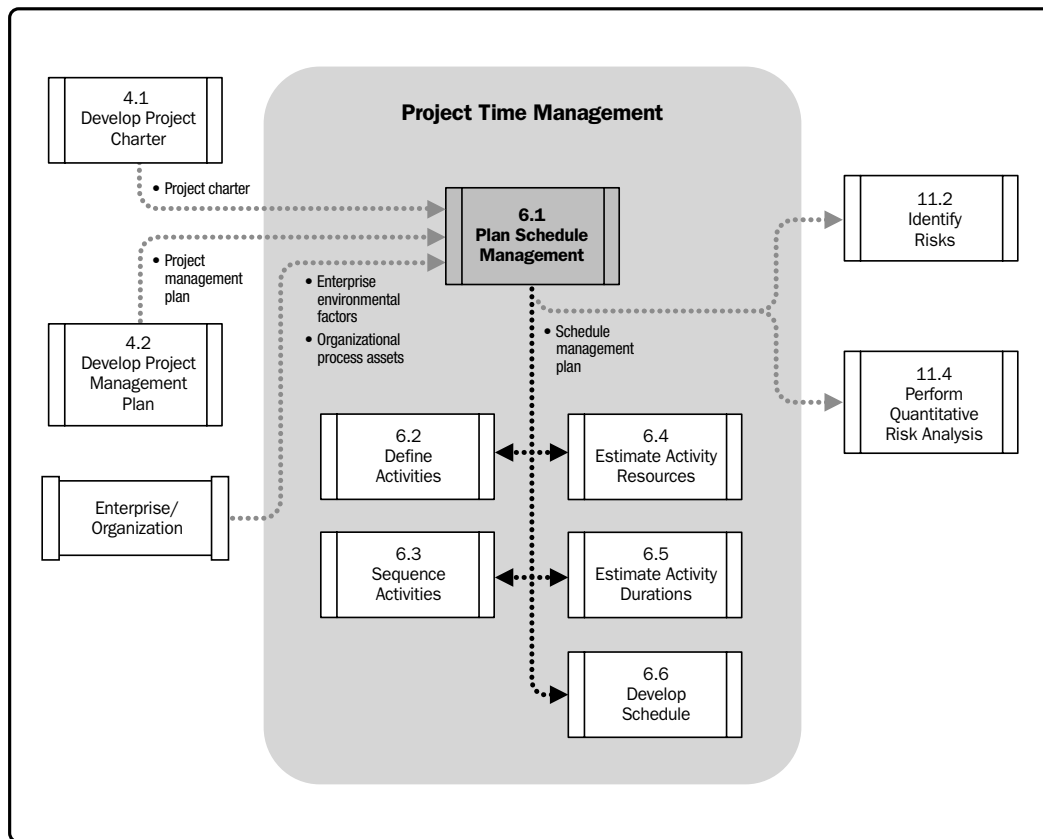 Project Time Management
4.1
Develop Project
Charter
• Project charter
6.1
Plan Schedule
Management
11.2
Identify
Risks
• Project
management
plan
• Enterprise
environmental
factors
• Organizational
process assets
• Schedule
management
plan
4.2
Develop Project
Management
Plan
11.4
Perform
Quantitative
Risk Analysis
6.2
Define
Activities
6.4
Estimate Activity
Resources
Enterprise/
Organization
6.3
Sequence
Activities
6.5
Estimate Activity
Durations
6.6
Develop
Schedule